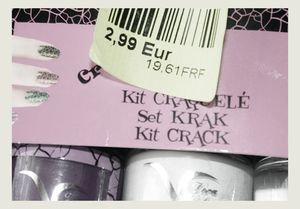 2,99 Eur
19.61FRF
Kit CRAQUELÉ
Set KRAK
Kit CRACK